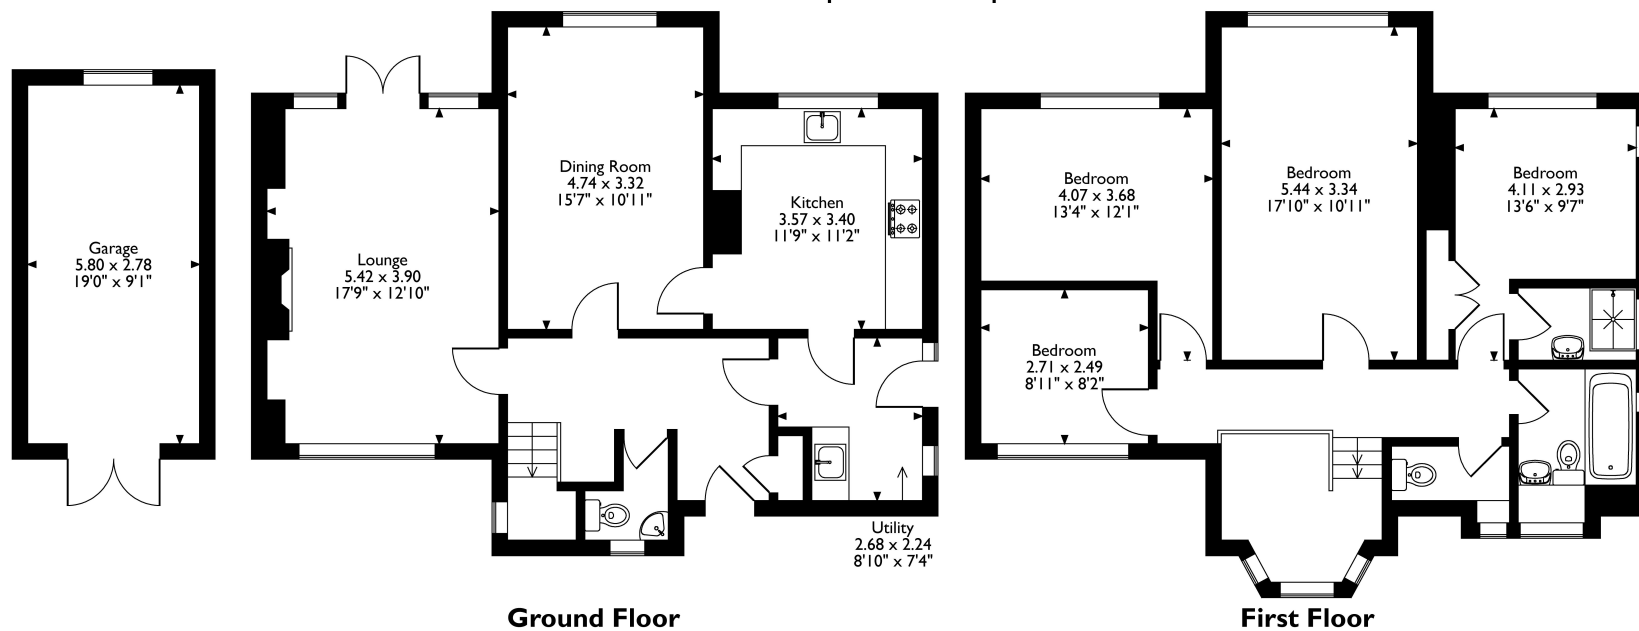 Garage
5.80 x 2.78
19'0" x 9'1"
Lounge
5.42 x 3.90
17'9" x 12'10"
Dining Room
4.74 x 3.32
15'7" x 10'11"
Kitchen
3.57 x 3.40
11'9" x 11'2"
Utility
2.68 x 2.24
8'10" x 7'4"
Ground Floor
Bedroom
4.07 x 3.68
13'4" x 12'1"
Bedroom
5.44 x 3.34
17'10" x 10'11"
Bedroom
4.11 x 2.93
13'6" x 9'7"
Bedroom
2.71 x 2.49
8'11" x 8'2"
First Floor